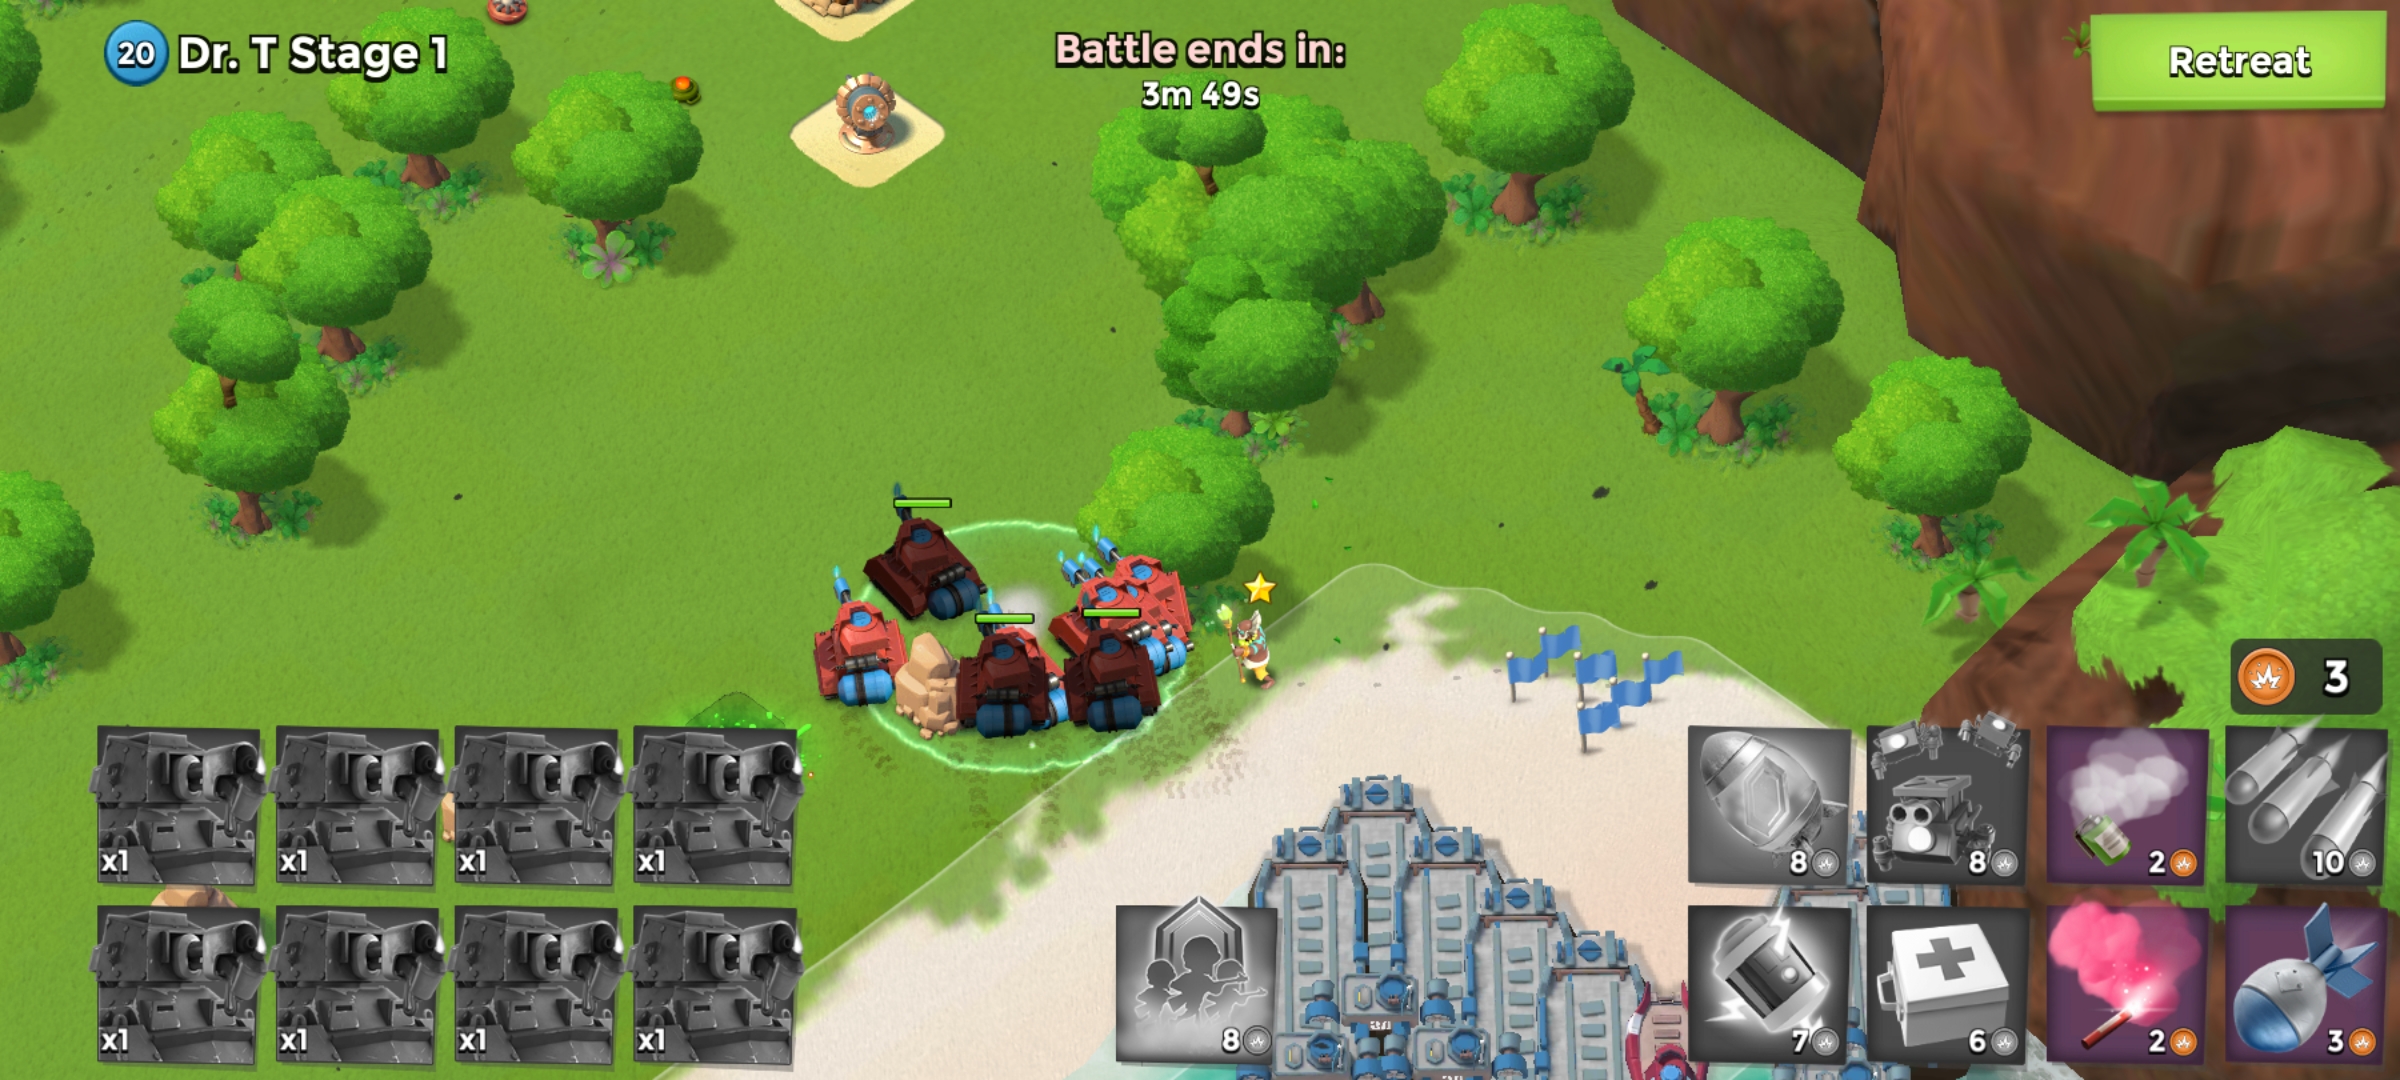 20 Dr. T Stage 1
Battle ends in:
3m 49s
Retreat
3
x1 x1 x1 x1
8 8 2 10
x1 x1 x1 x1
8 7 6 2 3